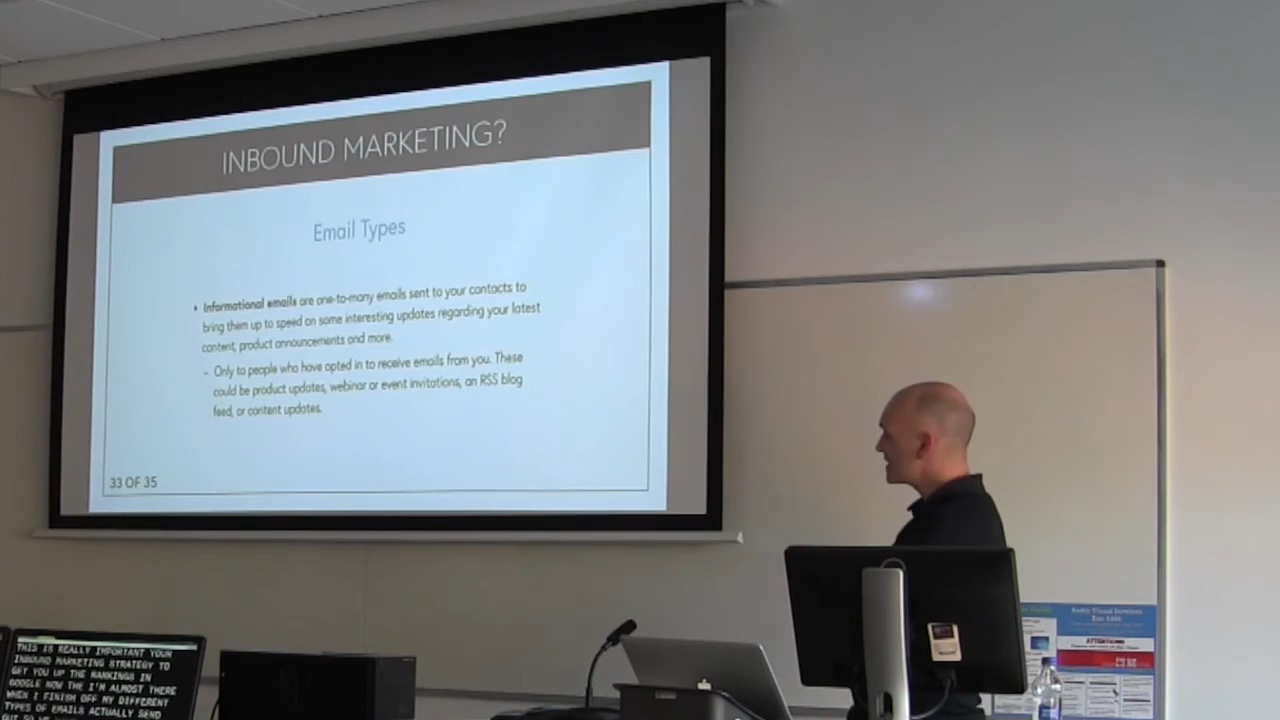 INBOUND MARKETING?
Email Types
• Informational emails are one-to-many emails sent to your contacts to
bring them up to speed on some interesting updates regarding your latest
content, product announcements and more.
– Only to people who have opted in to receive emails from you. These
could be product updates, webinar or event invitations, an RSS blog
feed, or content updates.
33 OF 35
THIS IS REALLY IMPORTANT YOUR
INBOUND MARKETING STRATEGY TO
GET YOU UP THE RANKINGS IN
GOOGLE NOW THE I'M ALMOST THERE
WHEN I FINISH OFF MY DIFFERENT
TYPES OF EMAILS ACTUALLY SEND
Audio Visual Services
ATTENTION